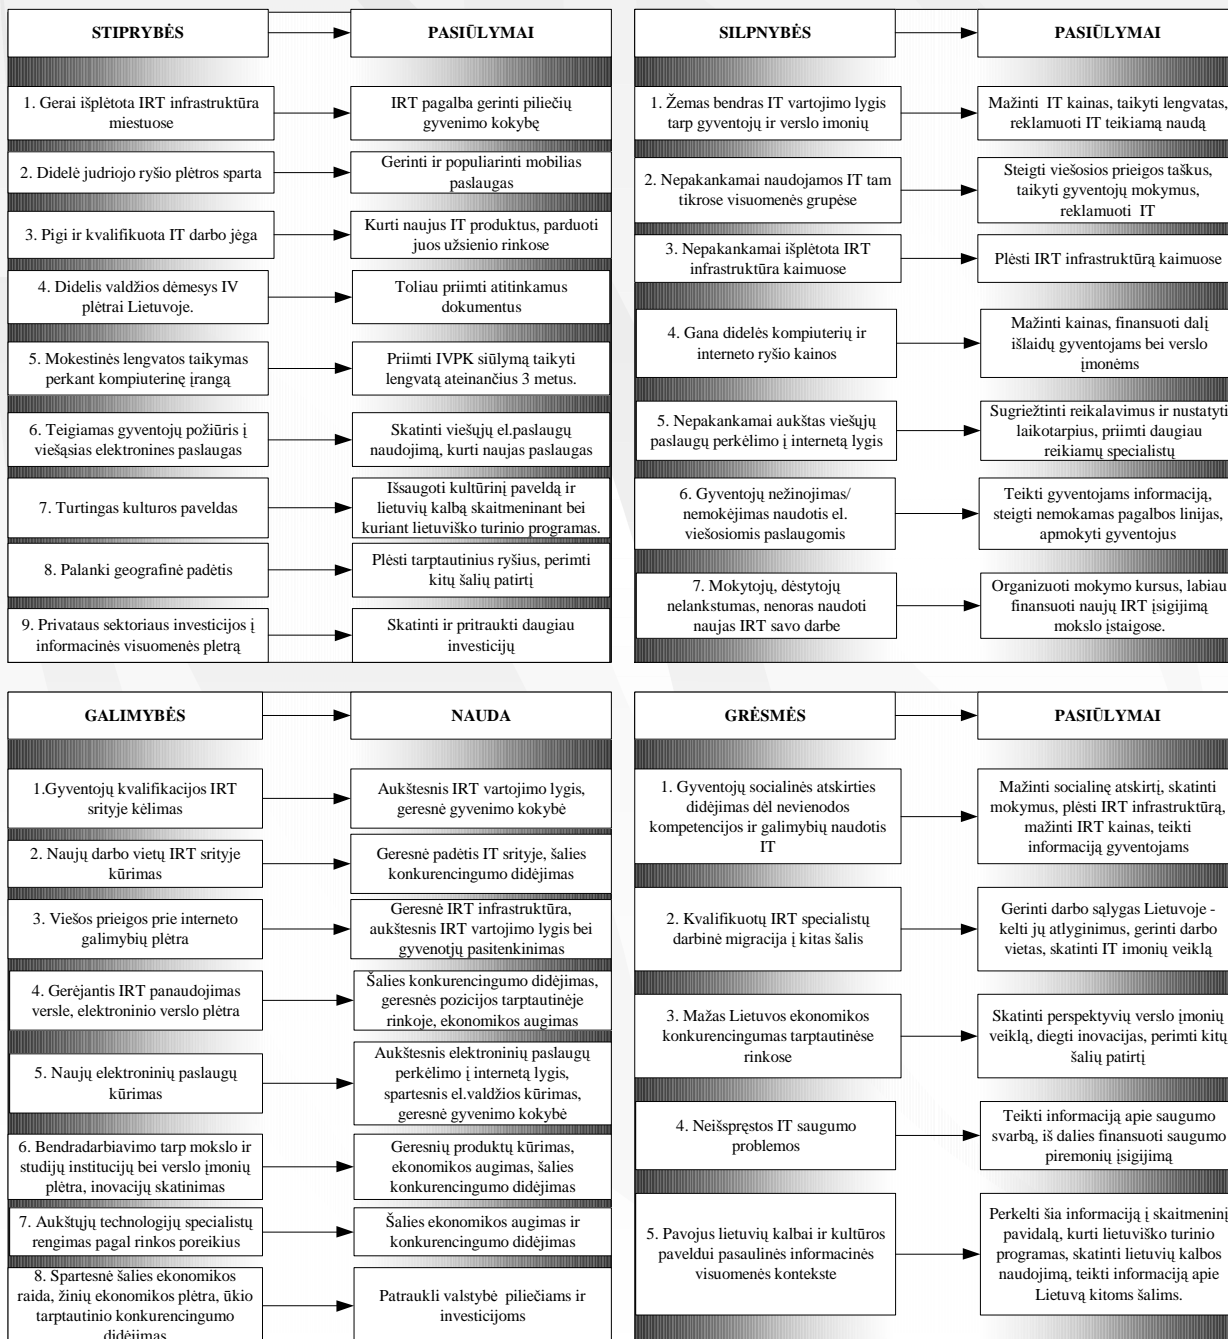 STIPRYBĖS
PASIŪLYMAI
1. Gerai išplėtota IRT infrastruktūra
miestuose
IRT pagalba gerinti piliečių
gyvenimo kokybę
2. Didelė judriojo ryšio plėtros sparta
Gerinti ir populiarinti mobilias
paslaugas
3. Pigi ir kvalifikuota IT darbo jėga
Kurti naujus IT produktus, parduoti
juos užsienio rinkose
4. Didelis valdžios dėmesys IV
plėtrai Lietuvoje.
Toliau priimti atitinkamus
dokumentus
5. Mokestinės lengvatos taikymas
perkant kompiuterinę įrangą
Priimti IVPK siūlymą taikyti
lengvatą ateinančius 3 metus.
6. Teigiamas gyventojų požiūris į
viešąsias elektronines paslaugas
Skatinti viešųjų el.paslaugų
naudojimą, kurti naujas paslaugas
7. Turtingas kulturos paveldas
Išsaugoti kultūrinį paveldą ir
lietuvių kalbą skaitmeninant bei
kuriant lietuviško turinio programas.
8. Palanki geografinė padėtis
Plėsti tarptautinius ryšius, perimti
kitų šalių patirtį
9. Privataus sektoriaus investicijos į
informacinės visuomenės pletrą
Skatinti ir pritraukti daugiau
investicijų
SILPNYBĖS
PASIŪLYMAI
1. Žemas bendras IT vartojimo lygis
tarp gyventojų ir verslo imonių
Mažinti IT kainas, taikyti lengvatas,
reklamuoti IT teikiamą naudą
2. Nepakankamai naudojamos IT tam
tikrose visuomenės grupėse
Steigti viešosios prieigos taškus,
taikyti gyventojų mokymus,
reklamuoti IT
3. Nepakankamai išplėtota IRT
infrastruktūra kaimuose
Plėsti IRT infrastruktūrą kaimuose
4. Gana didelės kompiuterių ir
interneto ryšio kainos
Mažinti kainas, finansuoti dalį
išlaidų gyventojams bei verslo
įmonėms
5. Nepakankamai aukštas viešųjų
paslaugų perkėlimo į internetą lygis
Sugriežtinti reikalavimus ir nustatyti
laikotarpius, priimti daugiau
reikiamų specialistų
6. Gyventojų nežinojimas/
nemokėjimas naudotis el.
viešosiomis paslaugomis
Teikti gyventojams informaciją,
steigti nemokamas pagalbos linijas,
apmokyti gyventojus
7. Mokytojų, dėstytojų
nelankstumas, nenoras naudoti
naujas IRT savo darbe
Organizuoti mokymo kursus, labiau
finansuoti naujų IRT įsigijimą
mokslo įstaigose.
GALIMYBĖS
NAUDA
1.Gyventojų kvalifikacijos IRT
srityje kėlimas
Aukštesnis IRT vartojimo lygis,
geresnė gyvenimo kokybė
2. Naujų darbo vietų IRT srityje
kūrimas
Geresnė padėtis IT srityje, šalies
konkurencingumo didėjimas
3. Viešos prieigos prie interneto
galimybių plėtra
Geresnė IRT infrastruktūra,
aukštesnis IRT vartojimo lygis bei
gyvenotjų pasitenkinimas
4. Gerėjantis IRT panaudojimas
versle, elektroninio verslo plėtra
Šalies konkurencingumo didėjimas,
geresnės pozicijos tarptautinėje
rinkoje, ekonomikos augimas
5. Naujų elektroninių paslaugų
kūrimas
Aukštesnis elektroninių paslaugų
perkėlimo į internetą lygis,
spartesnis el.valdžios kūrimas,
geresnė gyvenimo kokybė
6. Bendradarbiavimo tarp mokslo ir
studijų institucijų bei verslo įmonių
plėtra, inovacijų skatinimas
Geresnių produktų kūrimas,
ekonomikos augimas, šalies
konkurencingumo didėjimas
7. Aukštųjų technologijų specialistų
rengimas pagal rinkos poreikius
Šalies ekonomikos augimas ir
konkurencingumo didėjimas
8. Spartesnė šalies ekonomikos
raida, žinių ekonomikos plėtra, ūkio
tarptautinio konkurencingumo
didėjimas
Patraukli valstybė piliečiams ir
investicijoms
GRĖSMĖS
PASIŪLYMAI
1. Gyventojų socialinės atskirties
didėjimas dėl nevienodos
kompetencijos ir galimybių naudotis
IT
Mažinti socialinę atskirtį, skatinti
mokymus, plėsti IRT infrastruktūrą,
mažinti IRT kainas, teikti
informaciją gyventojams
2. Kvalifikuotų IRT specialistų
darbinė migracija į kitas šalis
Gerinti darbo sąlygas Lietuvoje -
kelti jų atlyginimus, gerinti darbo
vietas, skatinti IT imonių veiklą
3. Mažas Lietuvos ekonomikos
konkurencingumas tarptautinėse
rinkose
Skatinti perspektyvių verslo įmonių
veiklą, diegti inovacijas, perimti kitų
šalių patirtį
4. Neišspręstos IT saugumo
problemos
Teikti informaciją apie saugumo
svarbą, iš dalies finansuoti saugumo
piremonių įsigijimą
5. Pavojus lietuvių kalbai ir kultūros
paveldui pasaulinės informacinės
visuomenės kontekste
Perkelti šia informaciją į skaitmeninį
pavidalą, kurti lietuviško turinio
programas, skatinti lietuvių kalbos
naudojimą, teikti informaciją apie
Lietuvą kitoms šalims.